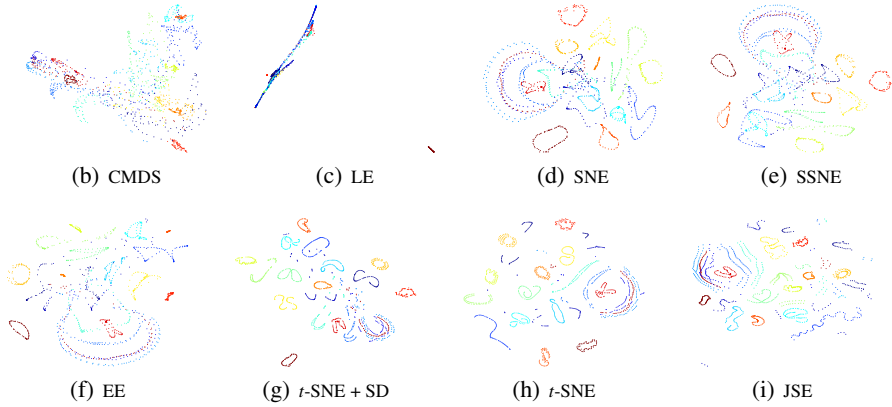 (b) CMDS
(c) LE
(d) SNE
(e) SSNE
(f) EE
(g) t-SNE + SD
(h) t-SNE
(i) JSE